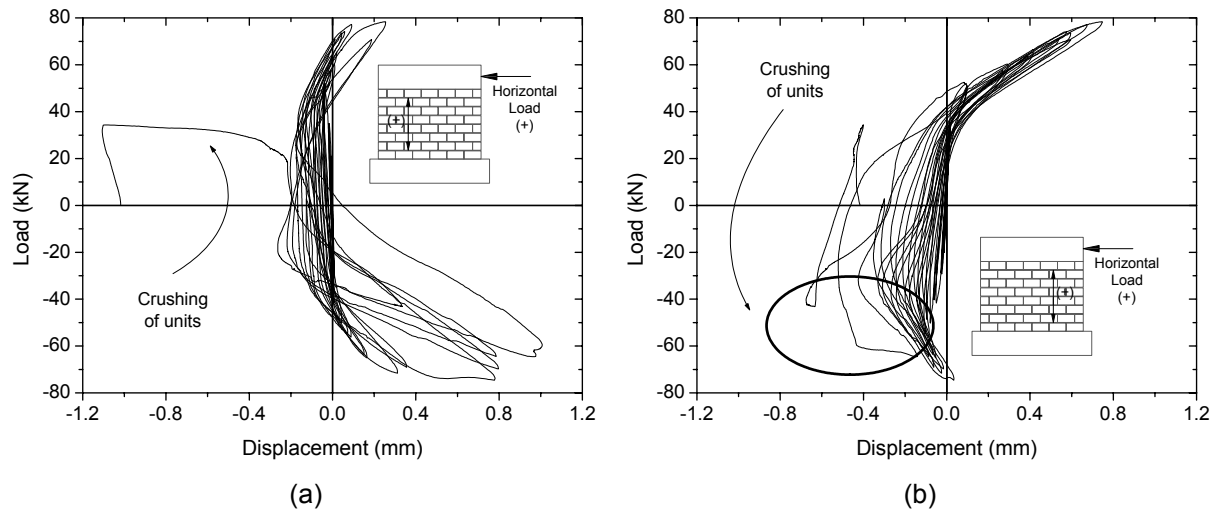 80
60
40
20
0
-20
-40
-60
-80
Load (kN)
-1.2
-0.8
-0.4
0.0
0.4
0.8
1.2
Displacement (mm)
Crushing
of units
(+)
Horizontal
Load
(+)
(a)
80
60
40
20
0
-20
-40
-60
-80
Load (kN)
-1.2
-0.8
-0.4
0.0
0.4
0.8
1.2
Displacement (mm)
Crushing
of units
(+)
Horizontal
Load
(+)
(b)